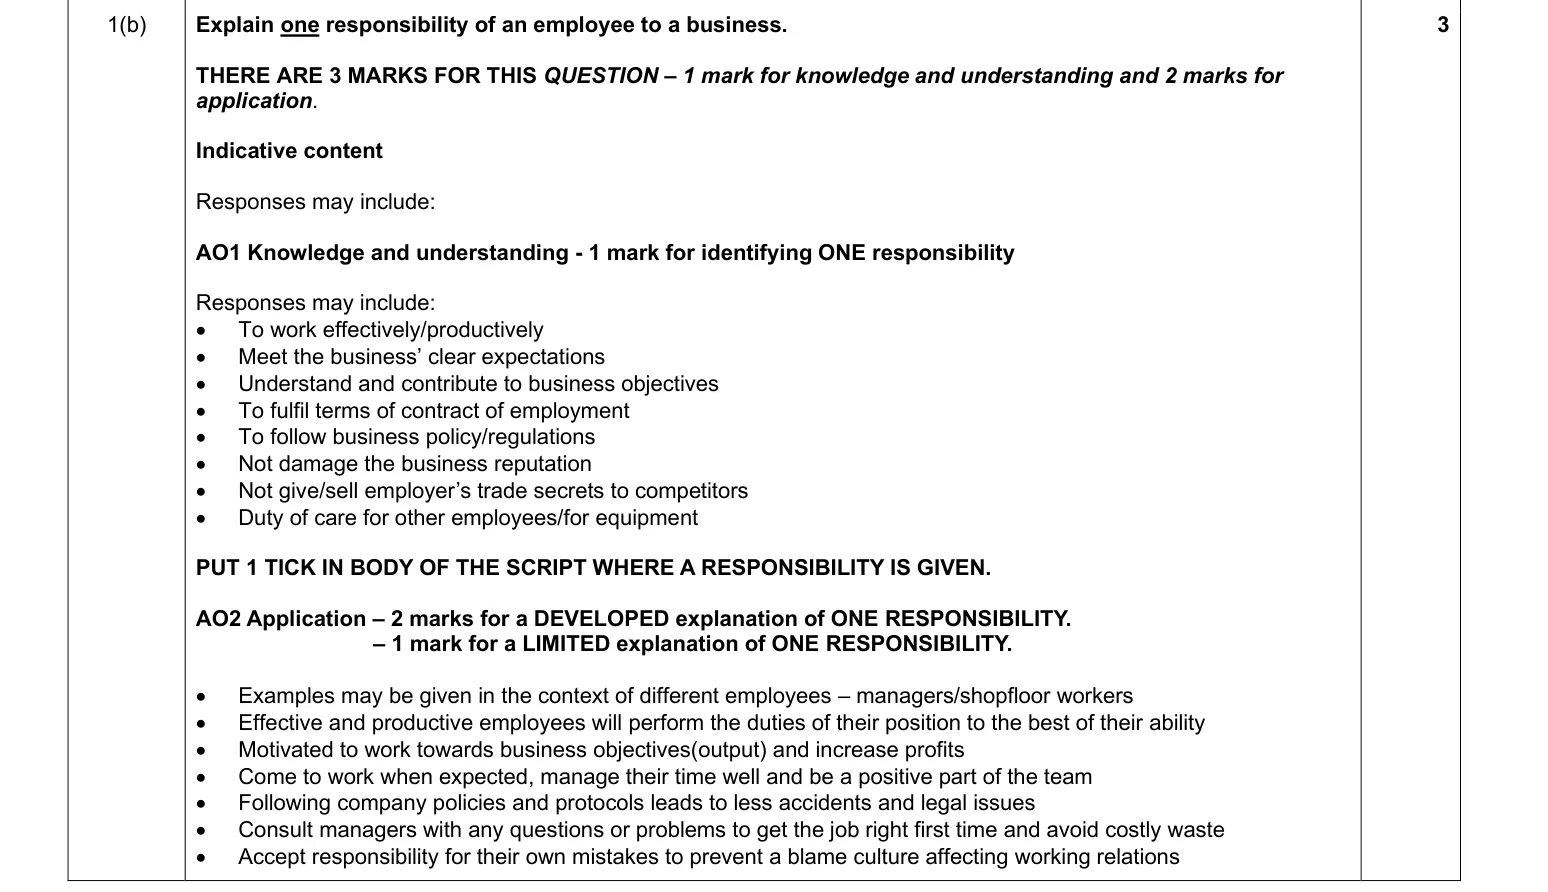 1(b)
Explain one responsibility of an employee to a business.
3
THERE ARE 3 MARKS FOR THIS QUESTION – 1 mark for knowledge and understanding and 2 marks for
application.
Indicative content
Responses may include:
AO1 Knowledge and understanding - 1 mark for identifying ONE responsibility
Responses may include:
• To work effectively/productively
• Meet the business’ clear expectations
• Understand and contribute to business objectives
• To fulfil terms of contract of employment
• To follow business policy/regulations
• Not damage the business reputation
• Not give/sell employer’s trade secrets to competitors
• Duty of care for other employees/for equipment
PUT 1 TICK IN BODY OF THE SCRIPT WHERE A RESPONSIBILITY IS GIVEN.
AO2 Application – 2 marks for a DEVELOPED explanation of ONE RESPONSIBILITY.
– 1 mark for a LIMITED explanation of ONE RESPONSIBILITY.
• Examples may be given in the context of different employees – managers/shopfloor workers
• Effective and productive employees will perform the duties of their position to the best of their ability
• Motivated to work towards business objectives(output) and increase profits
• Come to work when expected, manage their time well and be a positive part of the team
• Following company policies and protocols leads to less accidents and legal issues
• Consult managers with any questions or problems to get the job right first time and avoid costly waste
• Accept responsibility for their own mistakes to prevent a blame culture affecting working relations